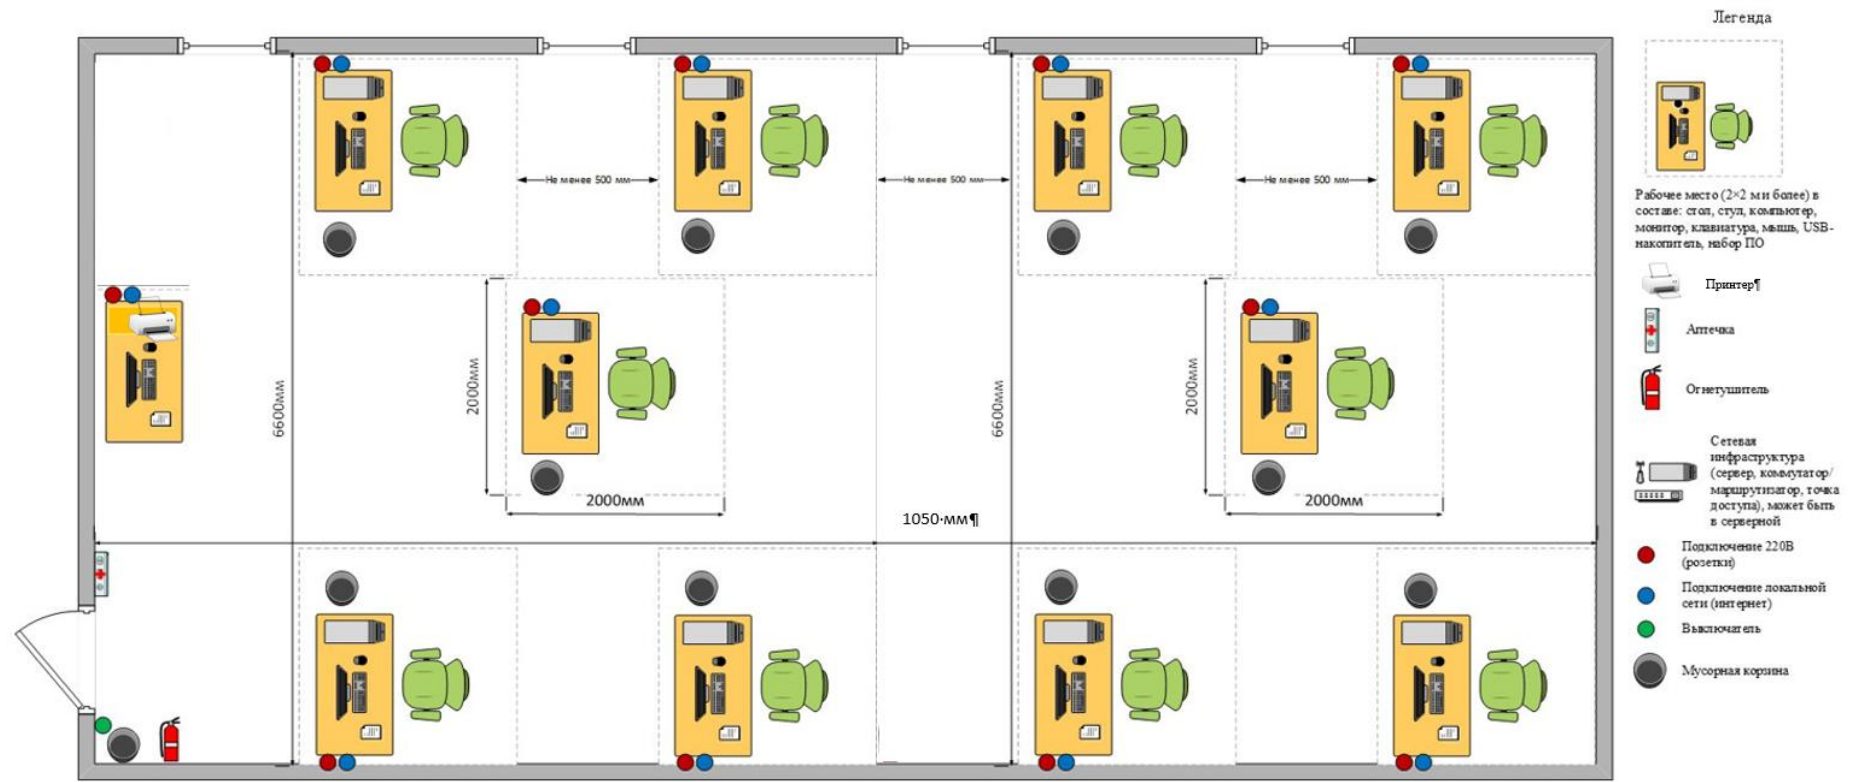 Легенда
Не менее 500 мм
Не менее 500 мм
Не менее 500 мм
Рабочее место (2×2 м и более) в
составе: стол, стул, компьютер,
монитор, клавиатура, мышь, USB-
накопитель, набор ПО
Принтер¶
Аптечка
Огнетушитель
6600мм
2000мм
2000мм
6600мм
2000мм
2000мм
1050·мм¶
Сетевая
инфраструктура
(сервер, коммутатор/
маршрутизатор, точка
доступа), может быть
в серверной
Подключение 220В
(розетки)
Подключение локальной
сети (интернет)
Выключатель
Мусорная корзина